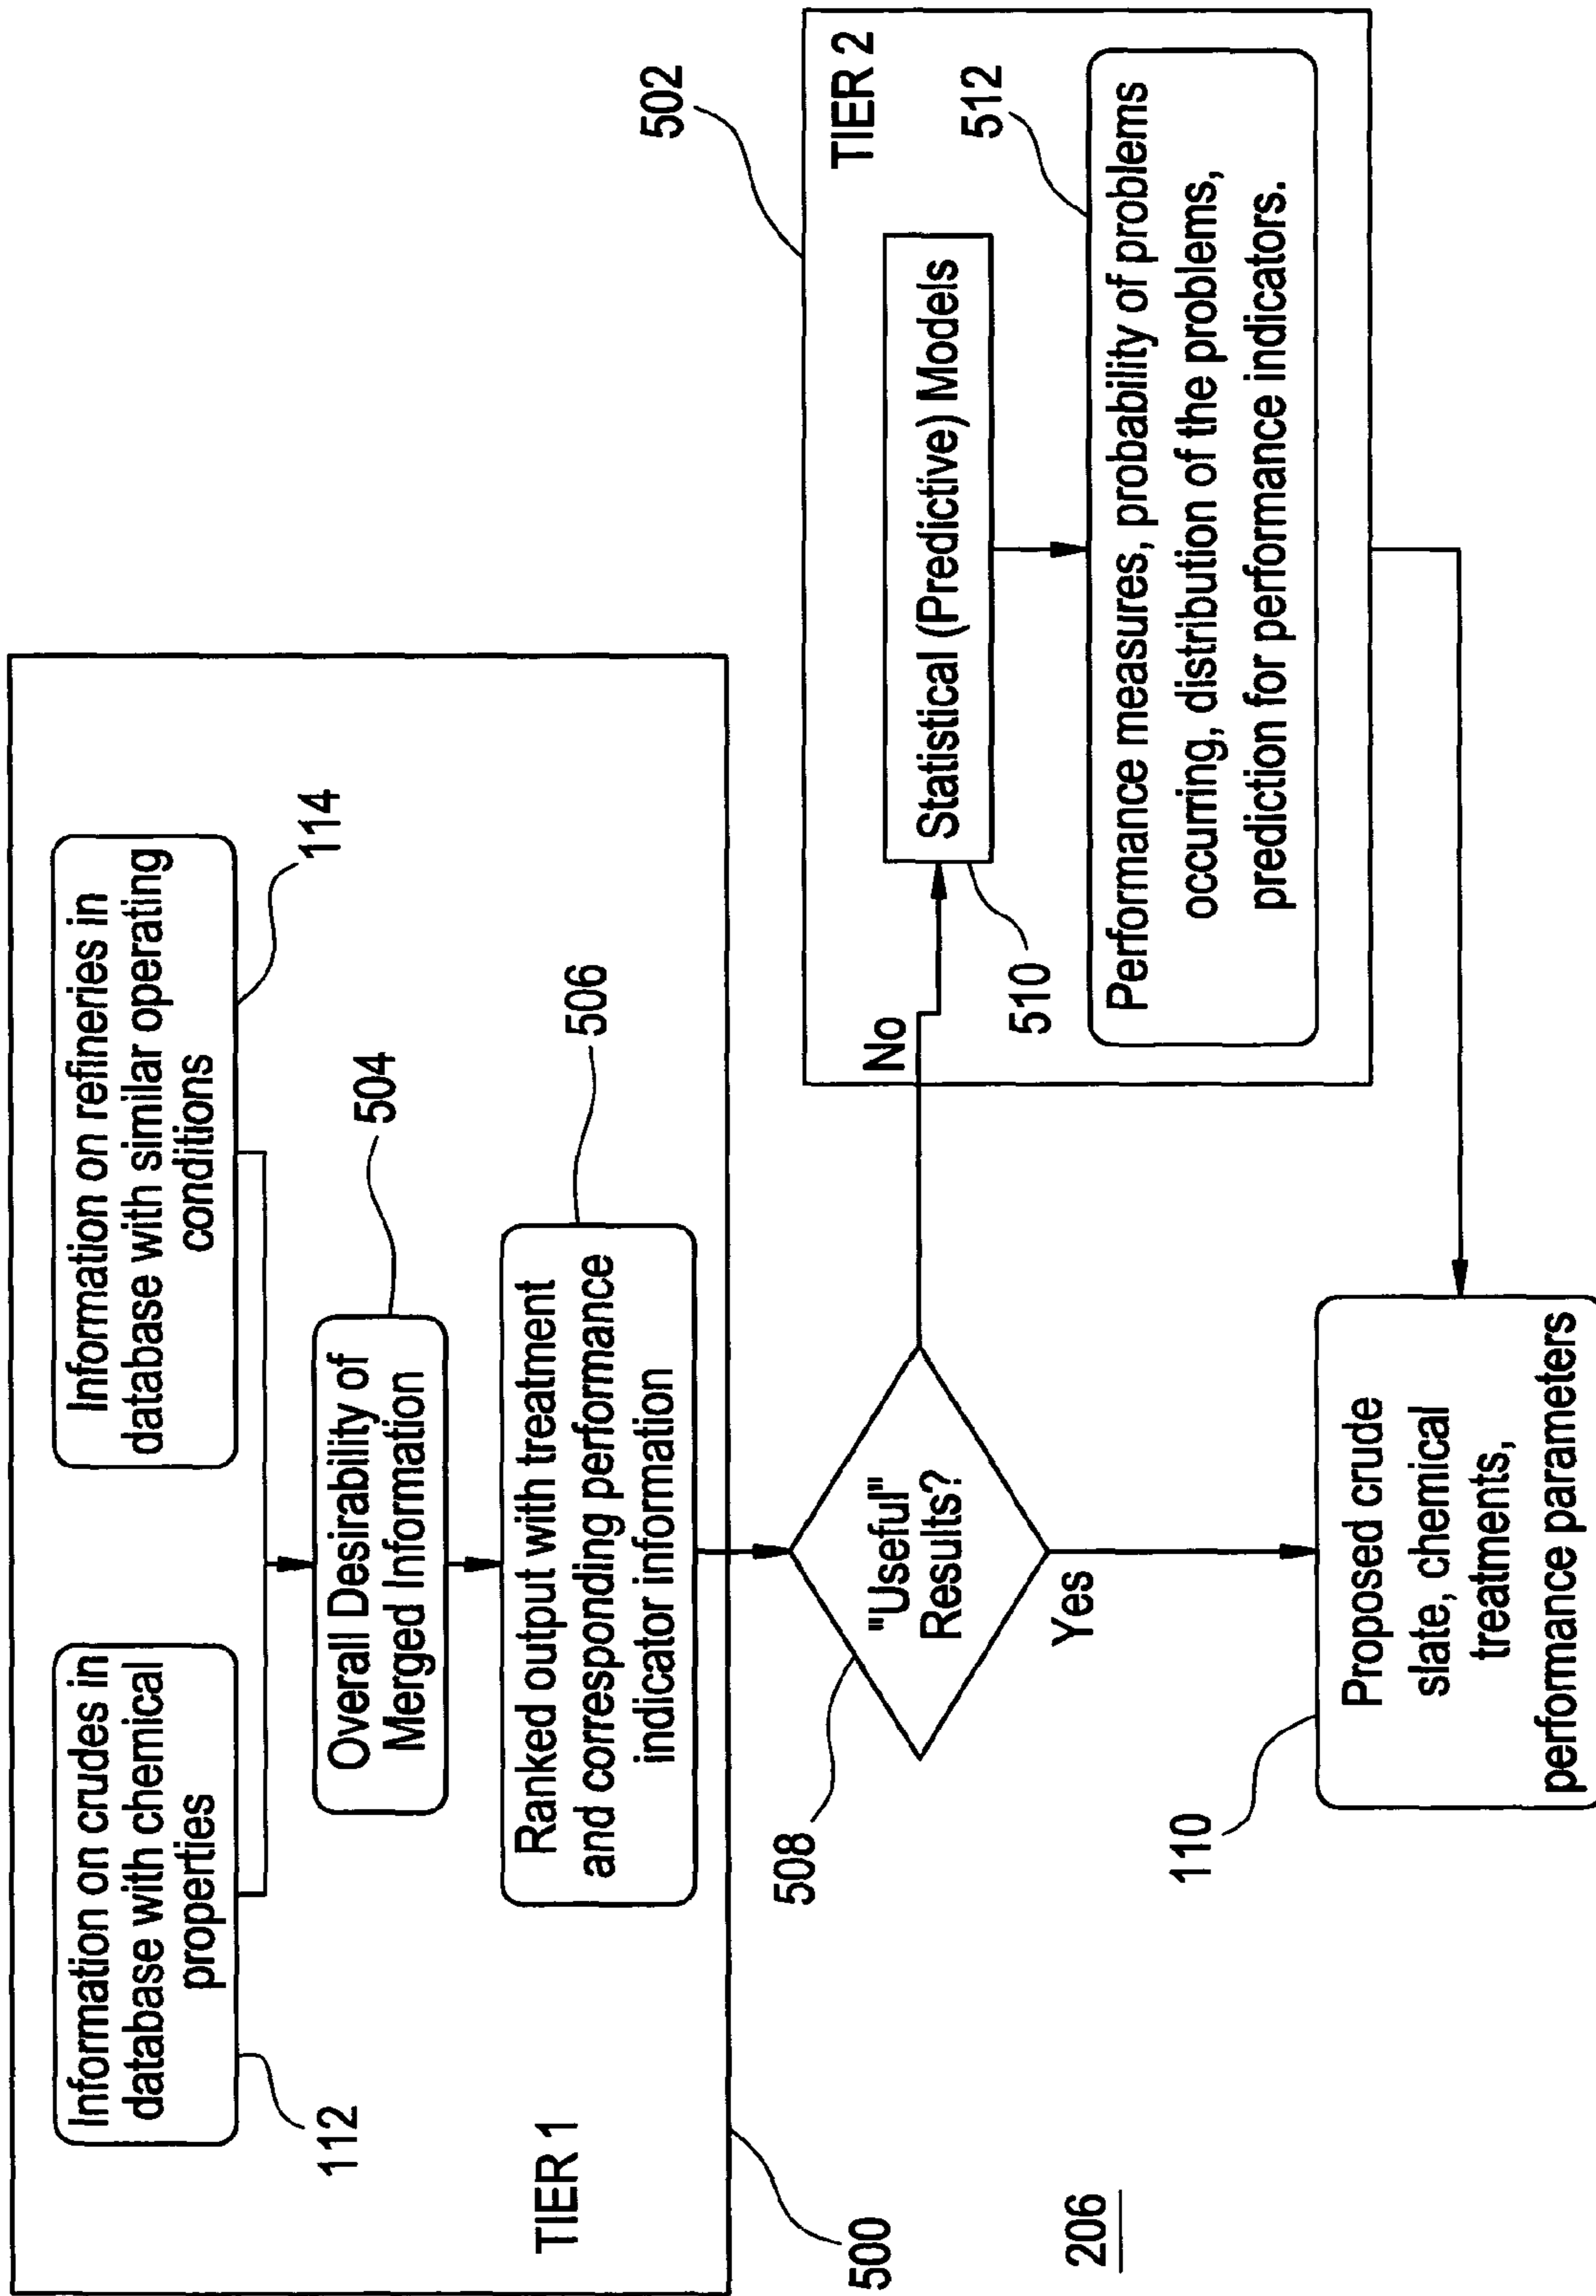 Information on crudes in
database with chemical
properties
112
Information on refineries in
database with similar operating
conditions
114
Overall Desirability of
Merged Information
504
Ranked output with treatment
and corresponding performance
indicator information
506
TIER 1
500
"Useful"
Results?
508
No
Yes
502
TIER 2
Statistical (Predictive) Models
510
Performance measures, probability of problems
occurring, distribution of the problems,
prediction for performance indicators.
512
Proposed crude
slate, chemical
treatments,
performance parameters
110
206